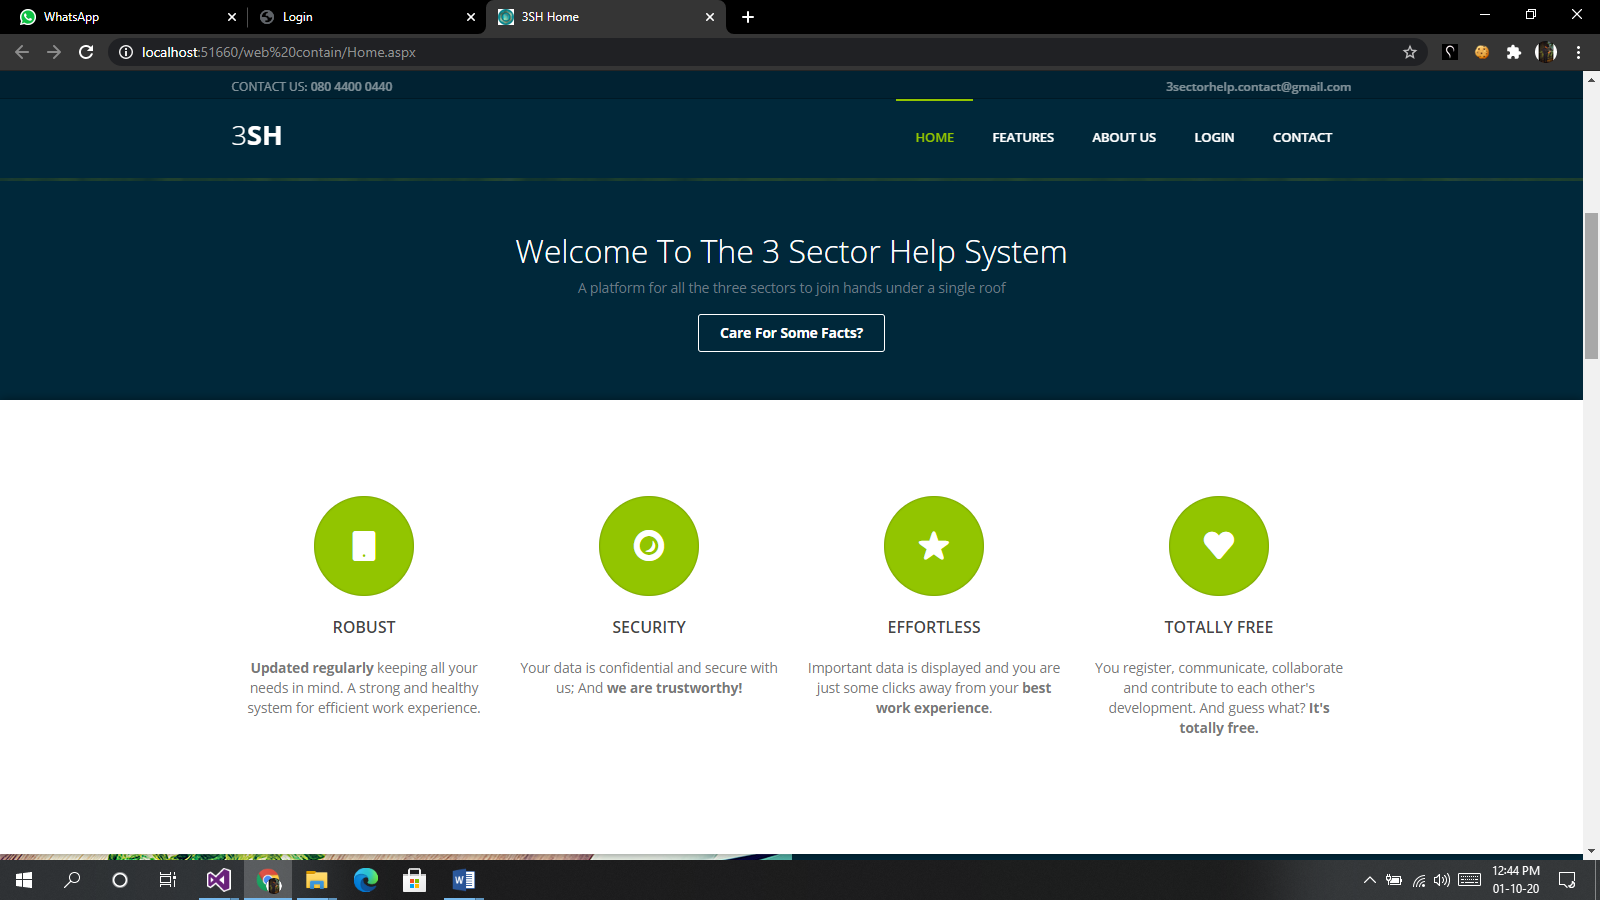 WhatsApp
Login
3SH Home
localhost:51660/web%20contain/Home.aspx
CONTACT US: 080 4400 0440
3sectorhelp.contact@gmail.com
3SH
HOME
FEATURES
ABOUT US
LOGIN
CONTACT
Welcome To The 3 Sector Help System
A platform for all the three sectors to join hands under a single roof
Care For Some Facts?
ROBUST
Updated regularly keeping all your
needs in mind. A strong and healthy
system for efficient work experience.
SECURITY
Your data is confidential and secure with
us; And we are trustworthy!
EFFORTLESS
Important data is displayed and you are
just some clicks away from your best
work experience.
TOTALLY FREE
You register, communicate, collaborate
and contribute to each other's
development. And guess what? It's
totally free.
12:44 PM
01-10-20